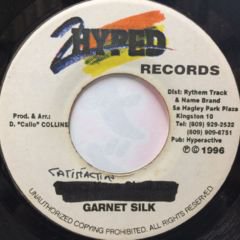 2 HYPED
RECORDS
Prod. & Arr.:
D. "Callo" COLLINS
Dist: Rythem Track
& Name Brand
5a Hagley Park Plaza
Kingston 10
Tel: (809) 929-2532
(809) 909-6751
Pub: Hyperactive
℗ © 1996
SATISFACTION
GARNET SILK
UNAUTHORIZED COPYING PROHIBITED. ALL RIGHTS RESERVED